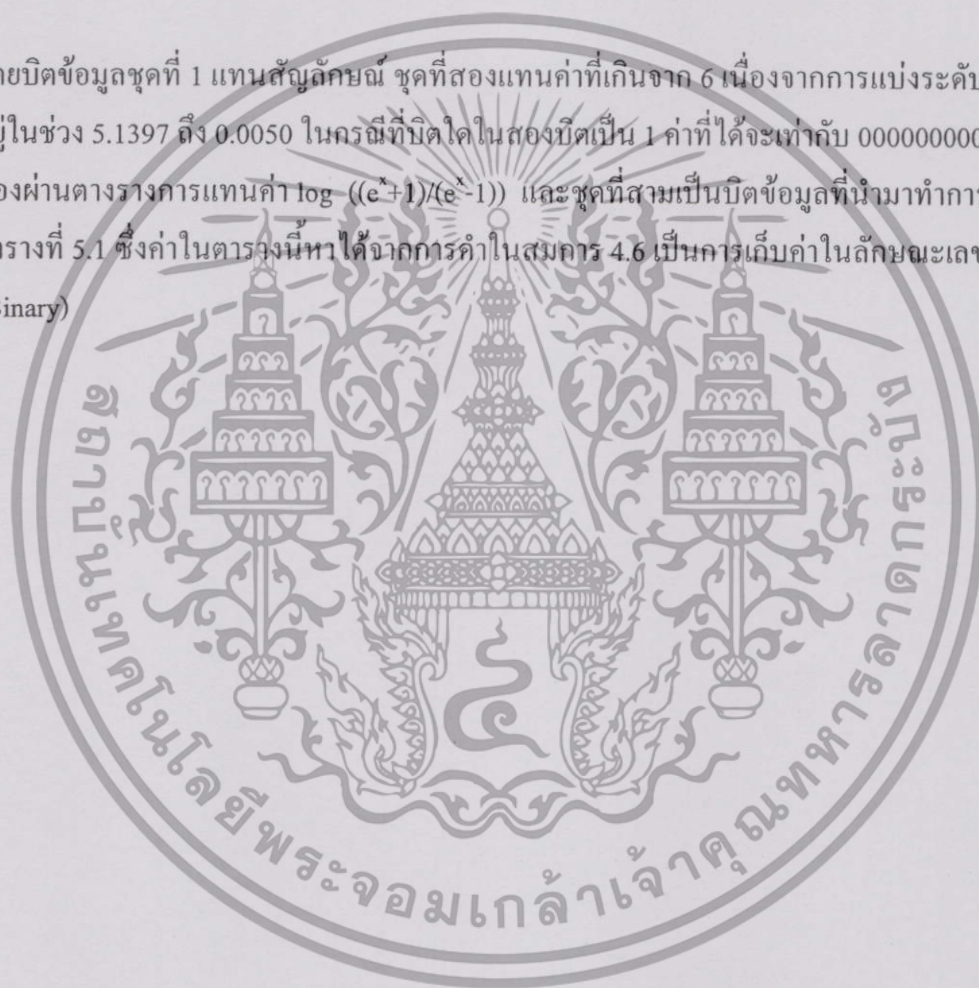 ายบิตข้อมูลชุดที่ 1 แทนสัญลักษณ์ ชุดที่สองแทนค่าที่เกินจาก 6 เนื่องจากการแบ่งระดับ
ยู่ในช่วง 5.1397 ถึง 0.0050 ในกรณีที่บิตใดในสองบิตเป็น 1 ค่าที่ได้จะเท่ากับ 000000000
องผ่านตารางการแทนค่า log ((e^x+1)/(e^x-1)) และชุดที่สามเป็นบิตข้อมูลที่นำมาทำการ
ารางที่ 5.1 ซึ่งค่าในตารางนี้หาได้จากการคำในสมการ 4.6 เป็นการเก็บค่าในลักษณะเลข
Binary)
สถาบันเทคโนโลยีพระจอมเกล้าเจ้าคุณทหารลาดกระบัง